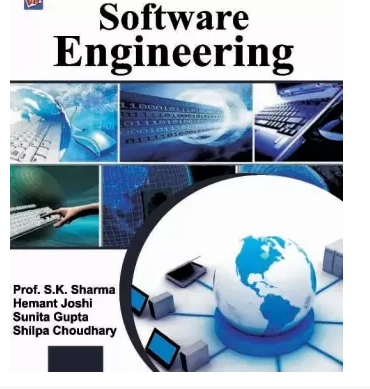 Software
Engineering
Prof. S.K. Sharma
Hemant Joshi
Sunita Gupta
Shilpa Choudhary